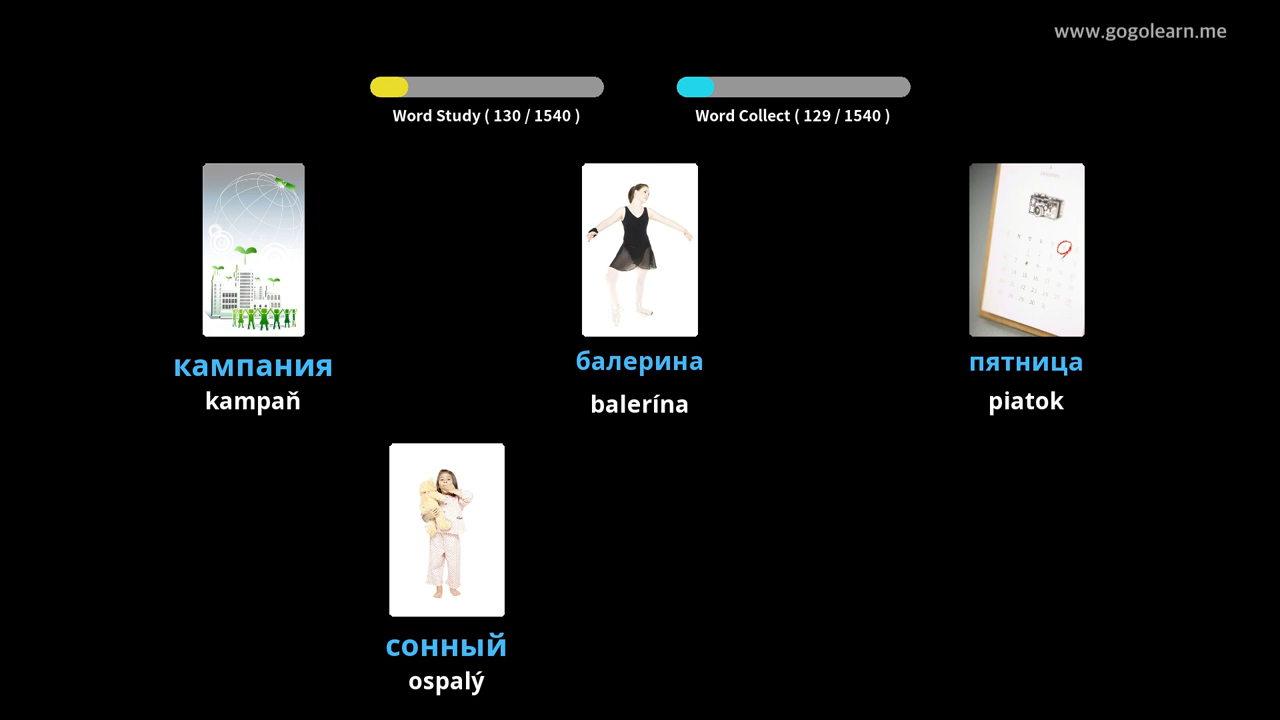 www.gogolearn.me
Word Study ( 130 / 1540 )
Word Collect ( 129 / 1540 )
кампания
kampaň
балерина
balerína
пятница
piatok
сонный
ospalý